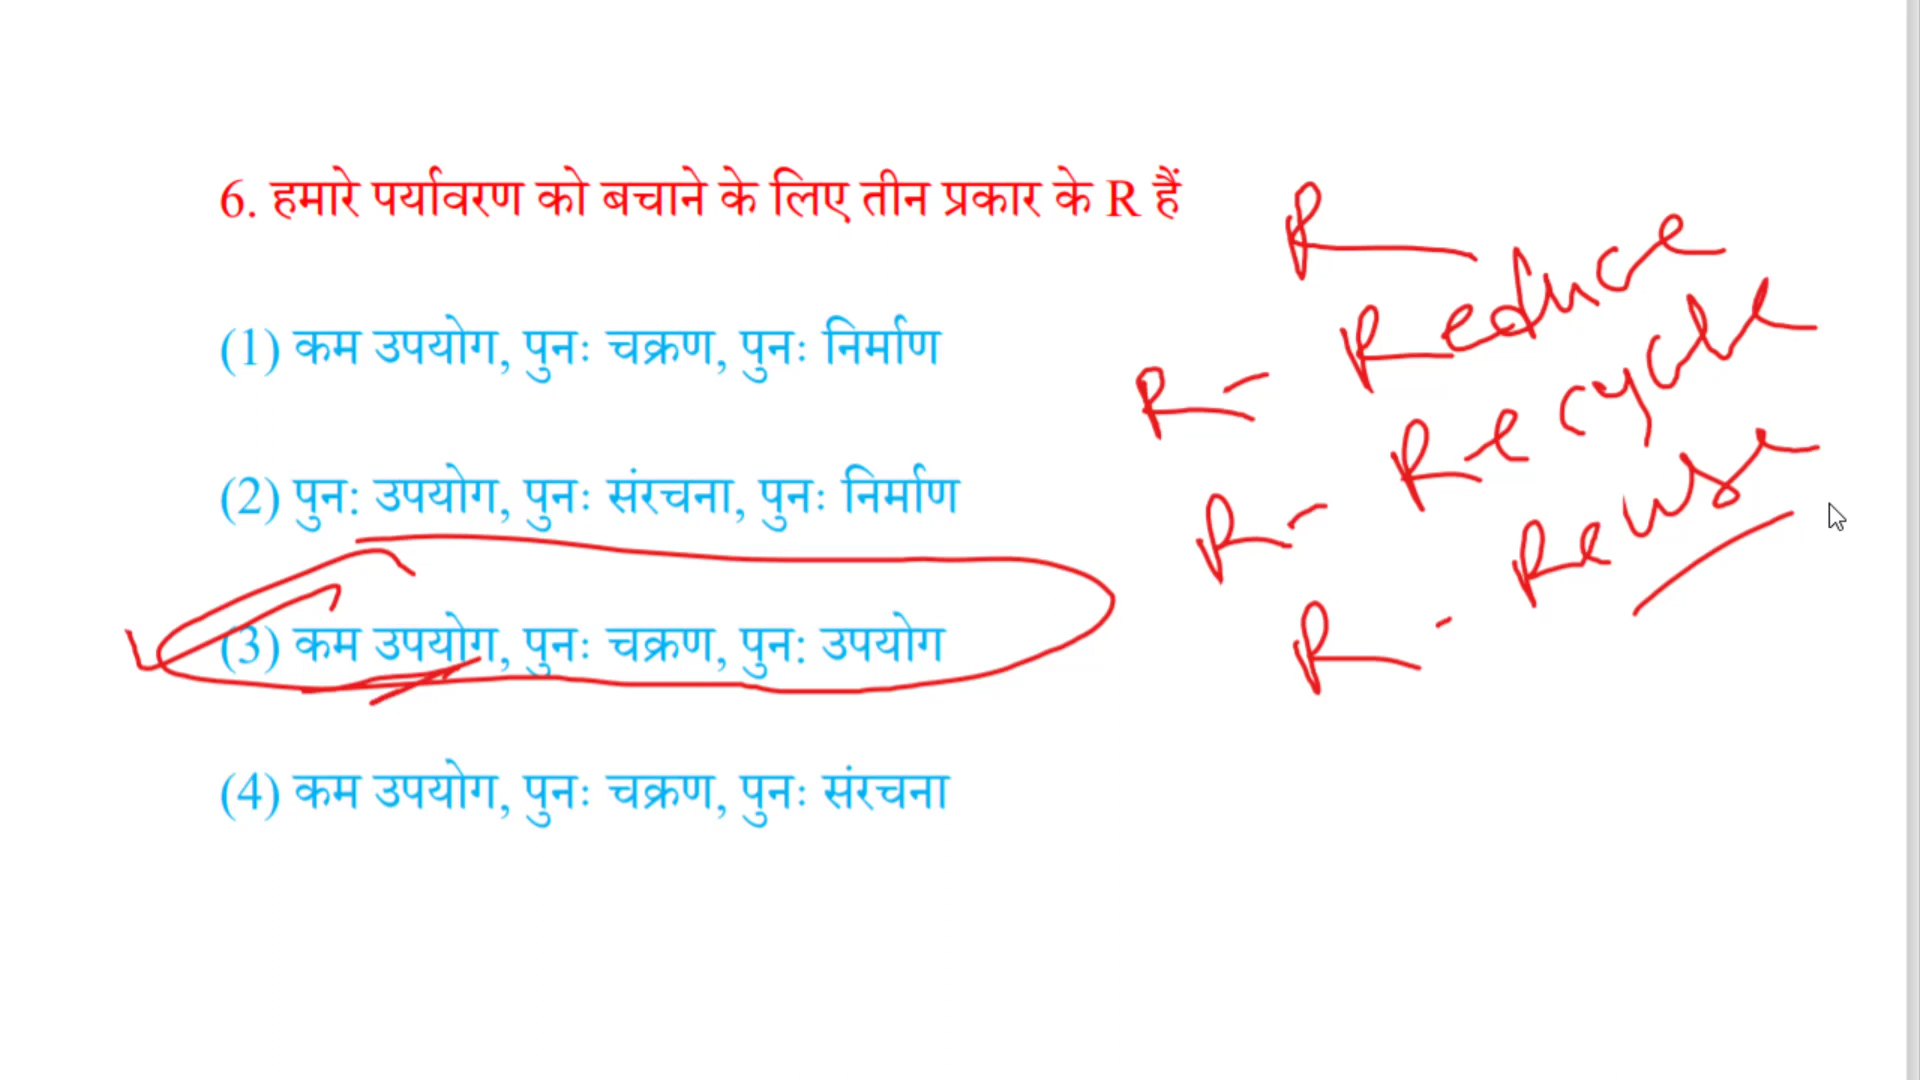 6. हमारे पर्यावरण को बचाने के लिए तीन प्रकार के R हैं
(1) कम उपयोग, पुनः चक्रण, पुनः निर्माण
(2) पुन: उपयोग, पुनः संरचना, पुनः निर्माण
(3) कम उपयोग, पुनः चक्रण, पुन: उपयोग
(4) कम उपयोग, पुनः चक्रण, पुनः संरचना
R
R - Reduce
R - Recycle
R - Reuse